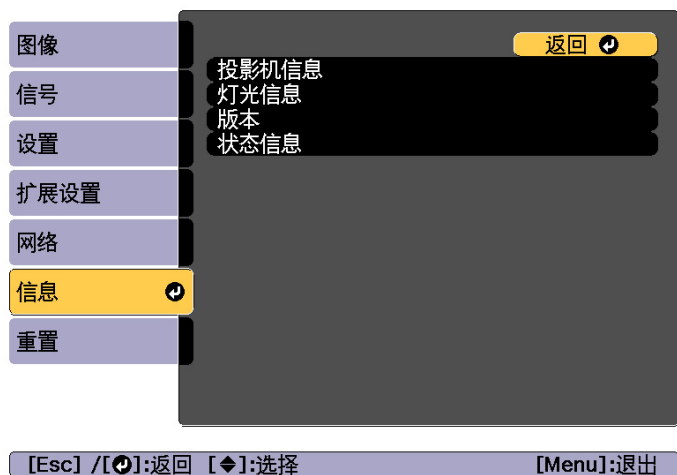 图像
信号
设置
扩展设置
网络
信息
重置
返回
投影机信息
灯光信息
版本
状态信息
[Esc] /[⏎]:返回 [◆]:选择 [Menu]:退出